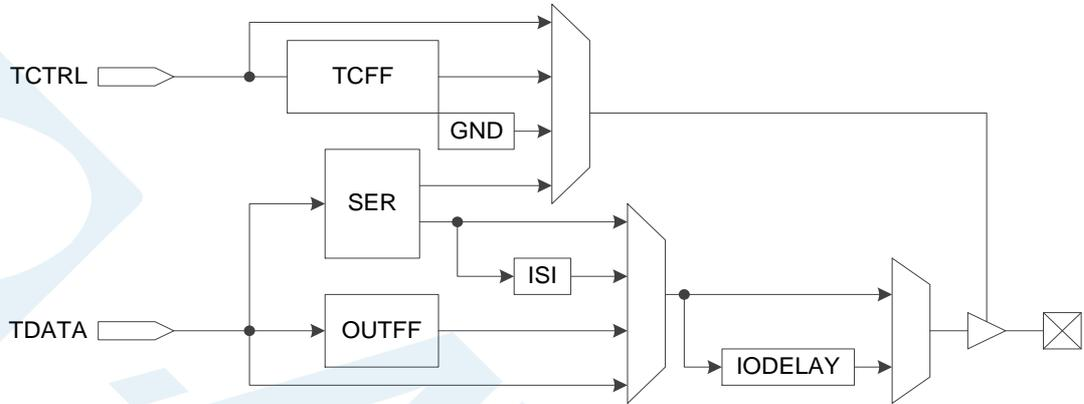 TCTRL
TCFF
GND
SER
ISI
TDATA
OUTFF
IODELAY